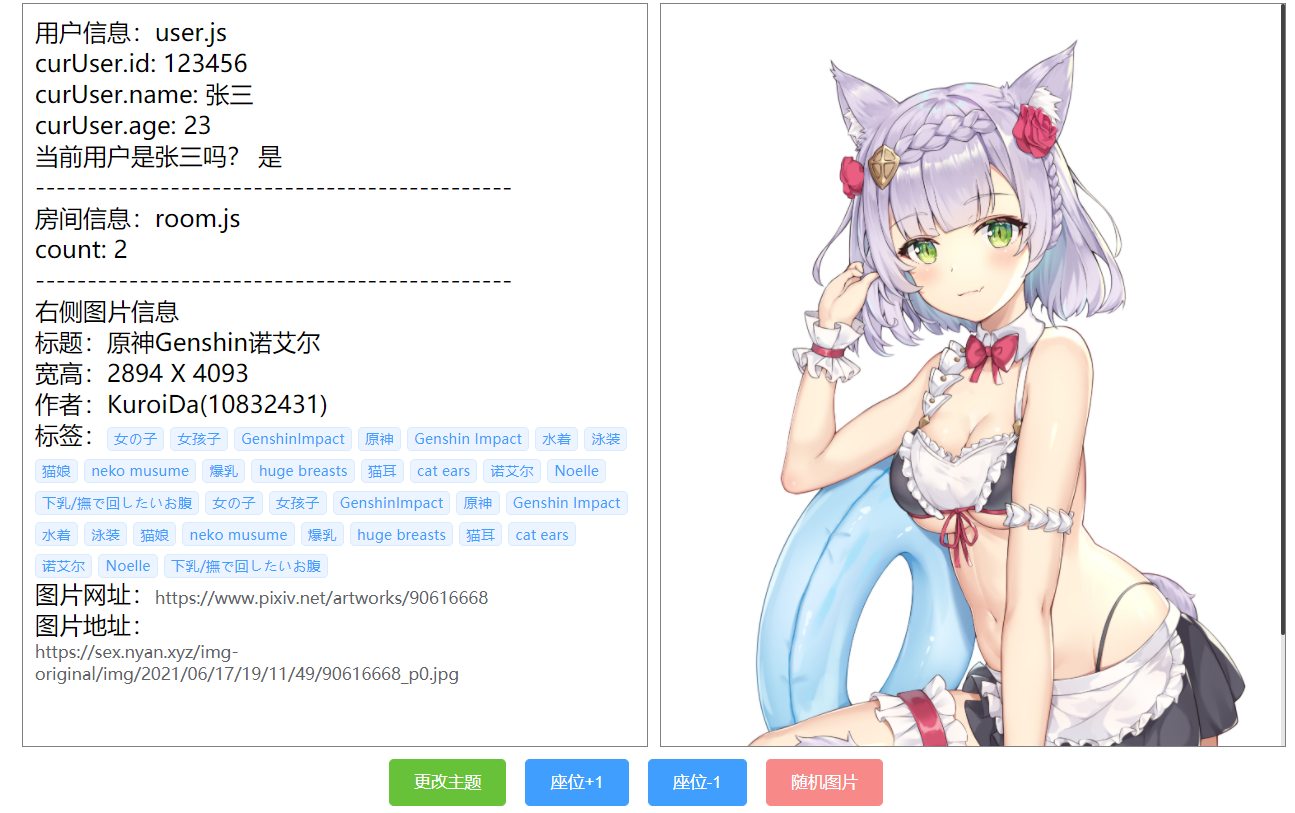 用户信息：user.js
curUser.id: 123456
curUser.name: 张三
curUser.age: 23
当前用户是张三吗？ 是
----------------------------------------------
房间信息：room.js
count: 2
----------------------------------------------
右侧图片信息
标题：原神Genshin诺艾尔
宽高：2894 X 4093
作者：KuroiDa(10832431)
标签： 女の子 女孩子 GenshinImpact 原神 Genshin Impact 水着 泳装
猫娘 neko musume 爆乳 huge breasts 猫耳 cat ears 诺艾尔 Noelle
下乳/撫で回したいお腹 女の子 女孩子 GenshinImpact 原神 Genshin Impact
水着 泳装 猫娘 neko musume 爆乳 huge breasts 猫耳 cat ears
诺艾尔 Noelle 下乳/撫で回したいお腹
图片网址：https://www.pixiv.net/artworks/90616668
图片地址：
https://sex.nyan.xyz/img-
original/img/2021/06/17/19/11/49/90616668_p0.jpg
更改主题 座位+1 座位-1 随机图片